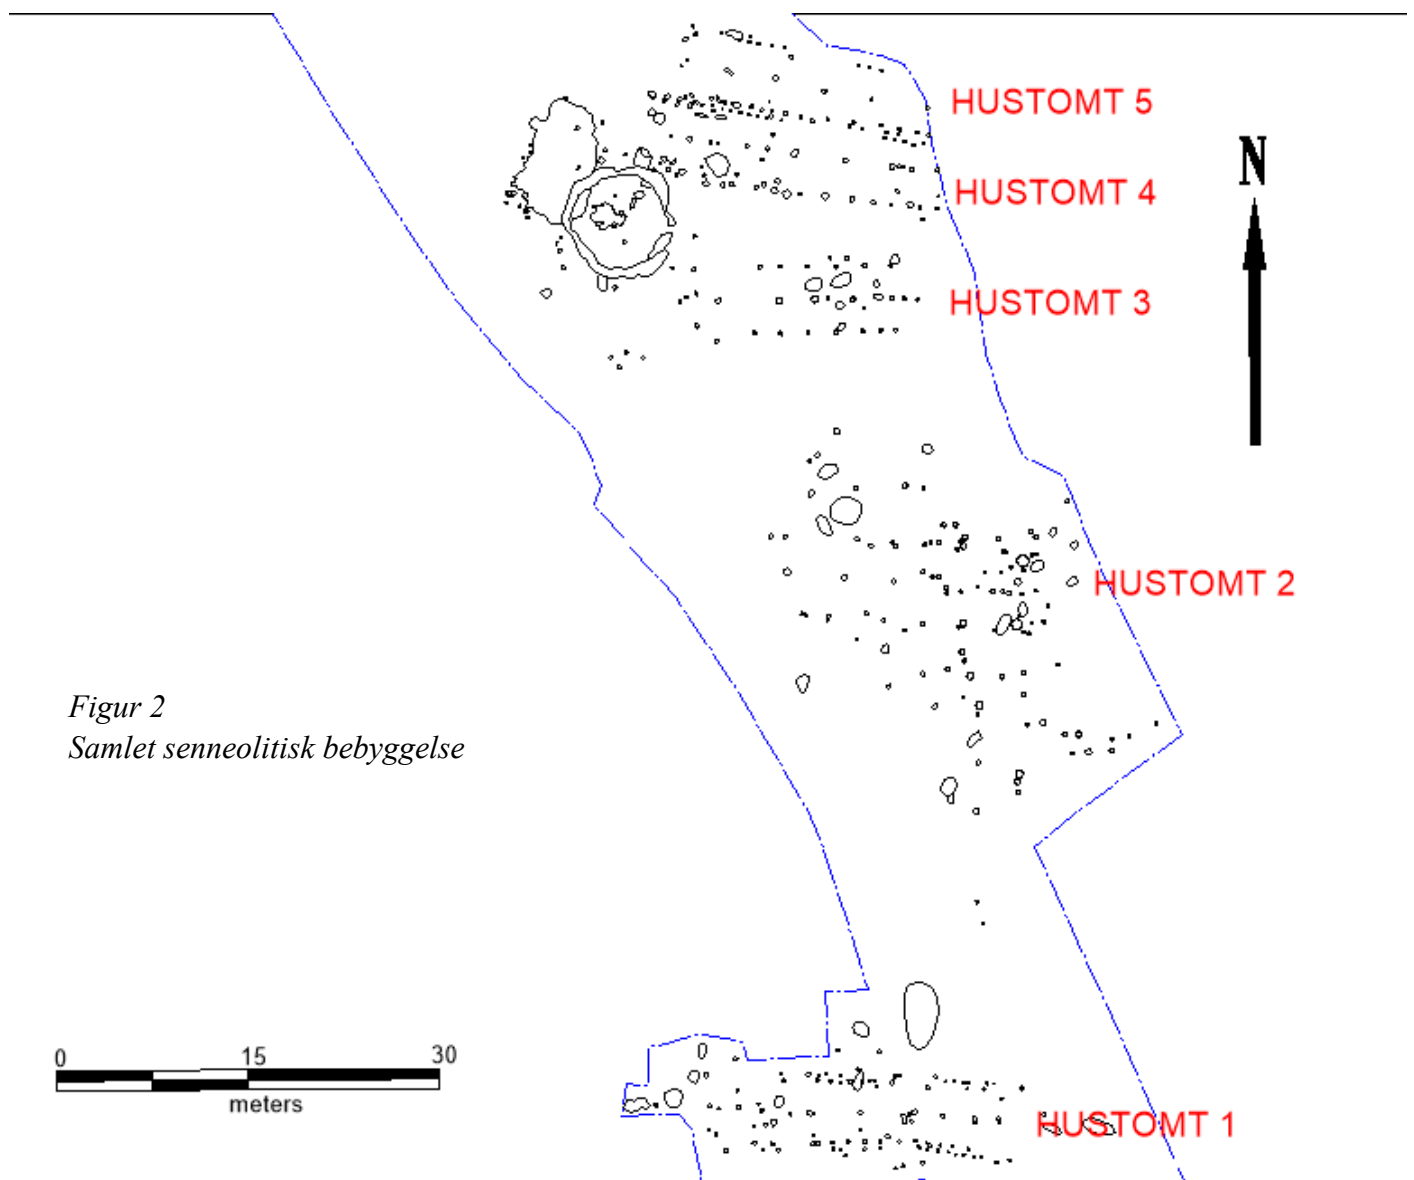 HUSTOMT 5
N
HUSTOMT 4
HUSTOMT 3
HUSTOMT 2
Figur 2
Samlet senneolitisk bebyggelse
0 15 30
meters
HUSTOMT 1